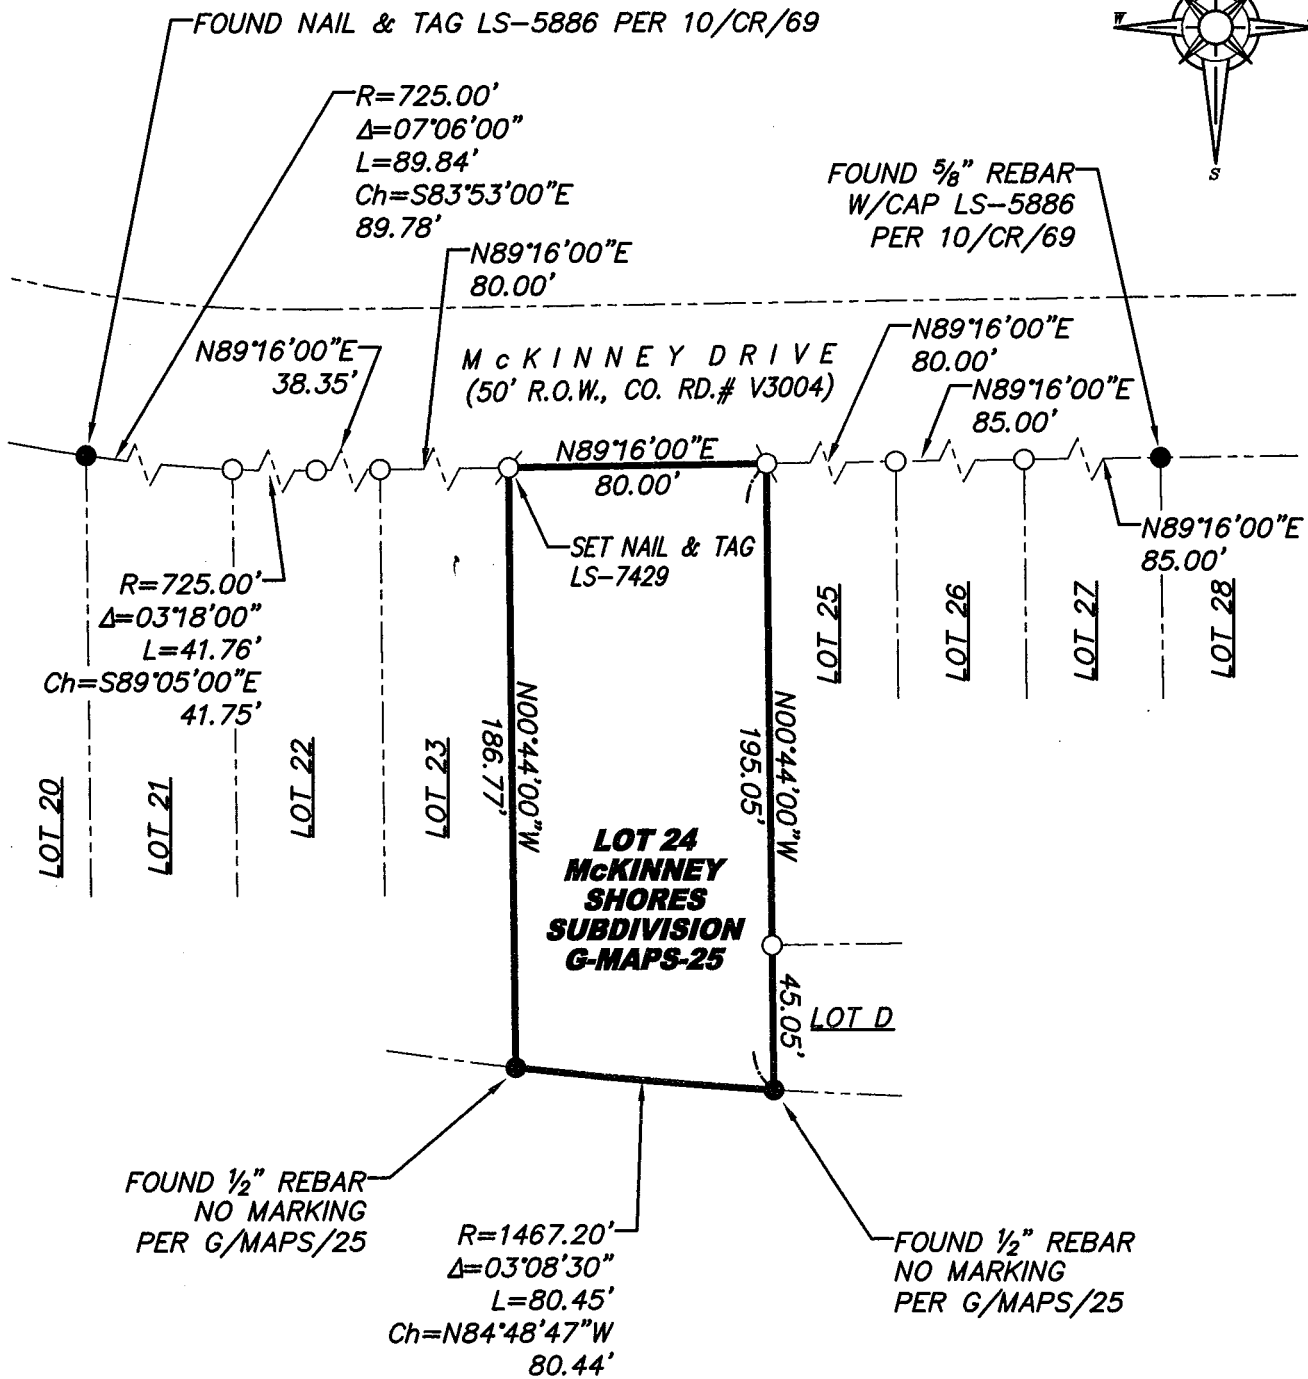 FOUND NAIL & TAG LS-5886 PER 10/CR/69
W
S
R=725.00'
Δ=07°06'00"
L=89.84'
Ch=S83°53'00"E
89.78'
FOUND 5/8" REBAR
W/CAP LS-5886
PER 10/CR/69
N89°16'00"E
80.00'
N89°16'00"E
38.35'
McKINNEY DRIVE
(50' R.O.W., CO. RD.# V3004)
N89°16'00"E
80.00'
N89°16'00"E
85.00'
N89°16'00"E
80.00'
N89°16'00"E
85.00'
SET NAIL & TAG
LS-7429
R=725.00'
Δ=03°18'00"
L=41.76'
Ch=S89°05'00"E
41.75'
LOT 20
LOT 21
LOT 22
LOT 23
N00°44'00"W
186.77'
N00°44'00"W
195.05'
LOT 25
LOT 26
LOT 27
LOT 28
LOT 24
McKINNEY
SHORES
SUBDIVISION
G-MAPS-25
45.05'
LOT D
FOUND 1/2" REBAR
NO MARKING
PER G/MAPS/25
R=1467.20'
Δ=03°08'30"
L=80.45'
Ch=N84°48'47"W
80.44'
FOUND 1/2" REBAR
NO MARKING
PER G/MAPS/25